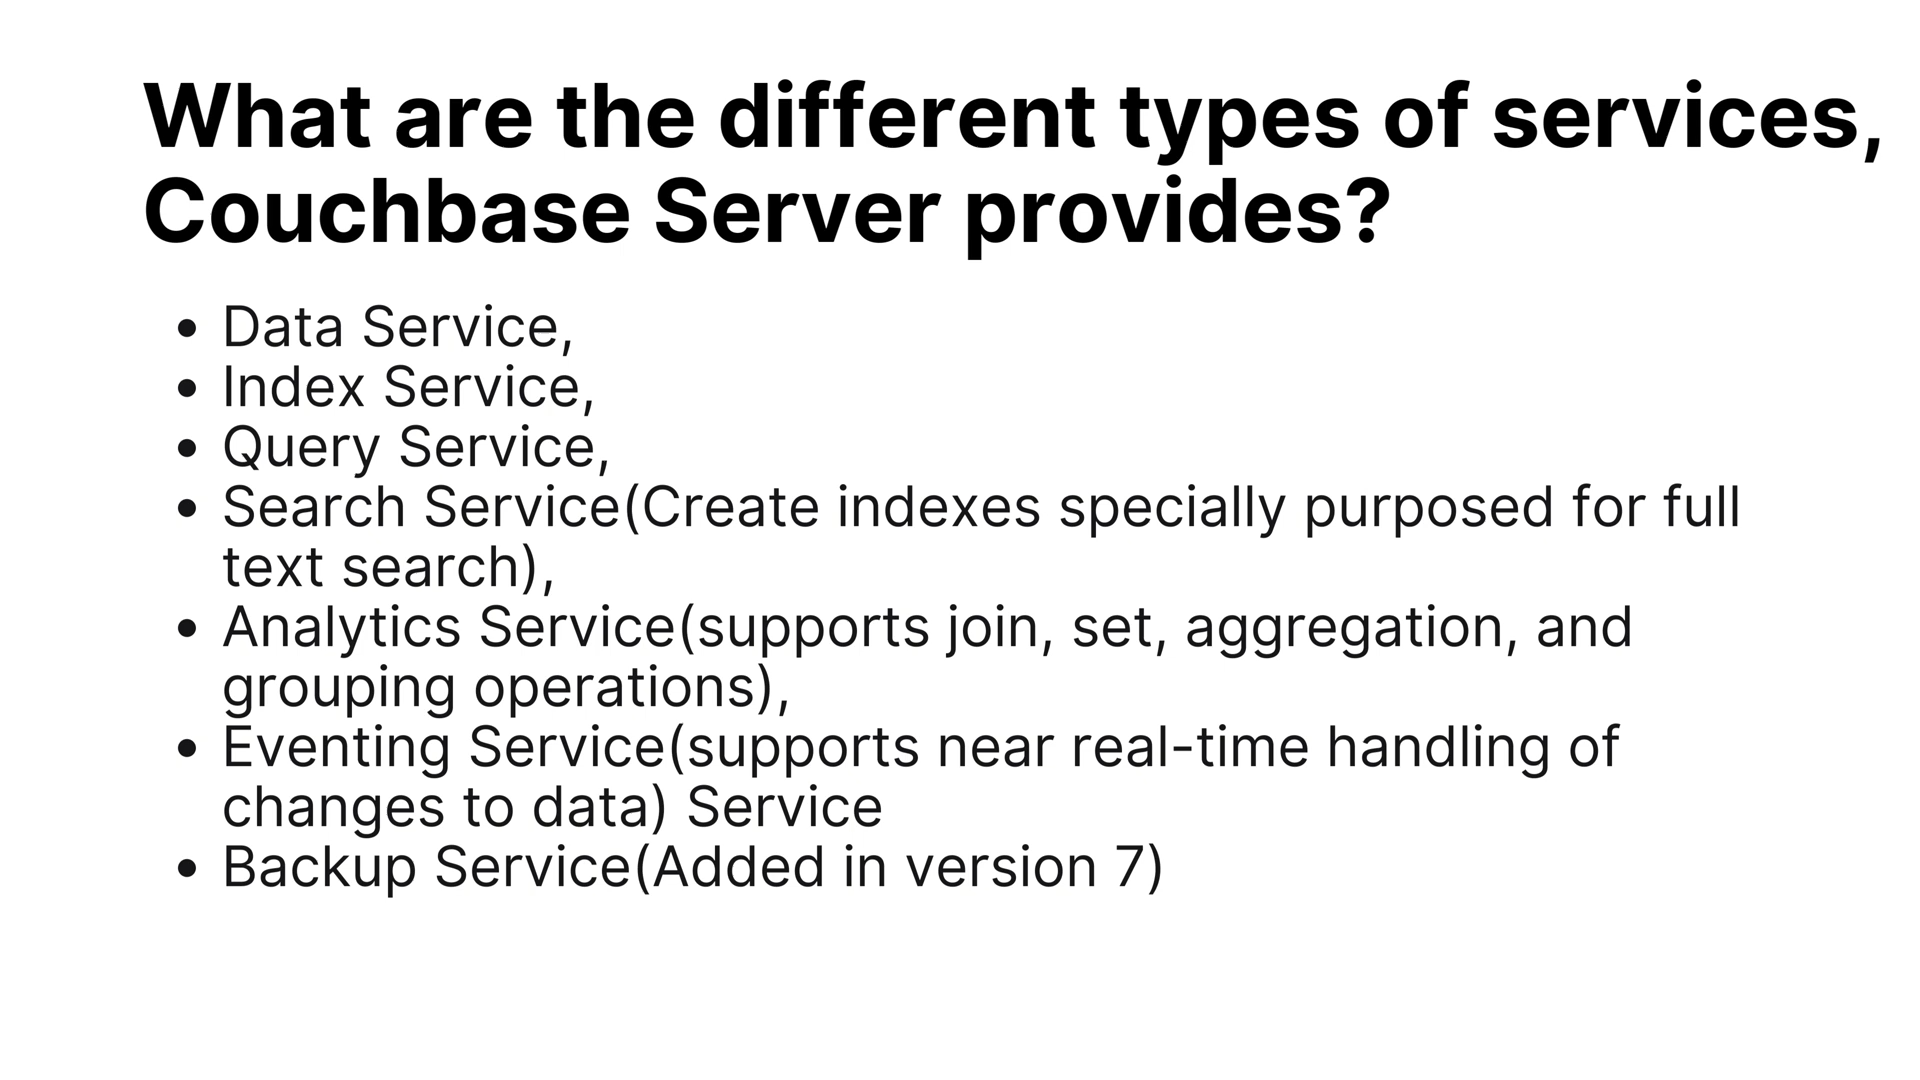 What are the different types of services,
Couchbase Server provides?
• Data Service,
• Index Service,
• Query Service,
• Search Service(Create indexes specially purposed for full
text search),
• Analytics Service(supports join, set, aggregation, and
grouping operations),
• Eventing Service(supports near real-time handling of
changes to data) Service
• Backup Service(Added in version 7)